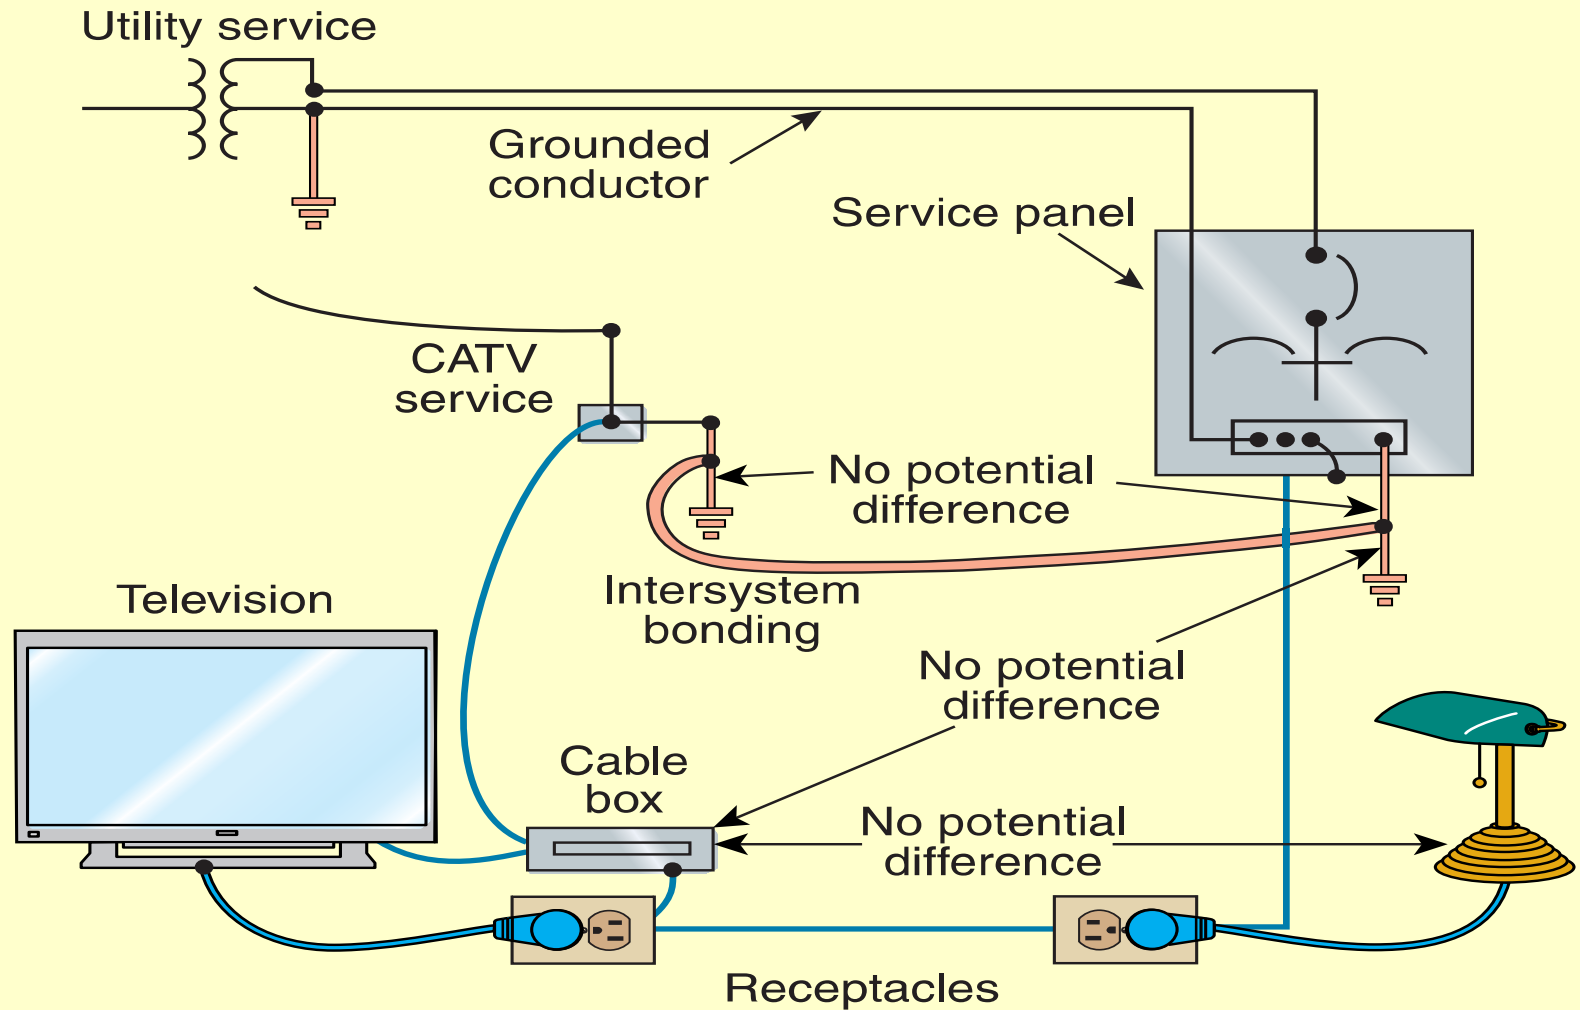 Utility service
Grounded
conductor
Service panel
CATV
service
No potential
difference
Intersystem
bonding
Television
No potential
difference
Cable
box
No potential
difference
Receptacles